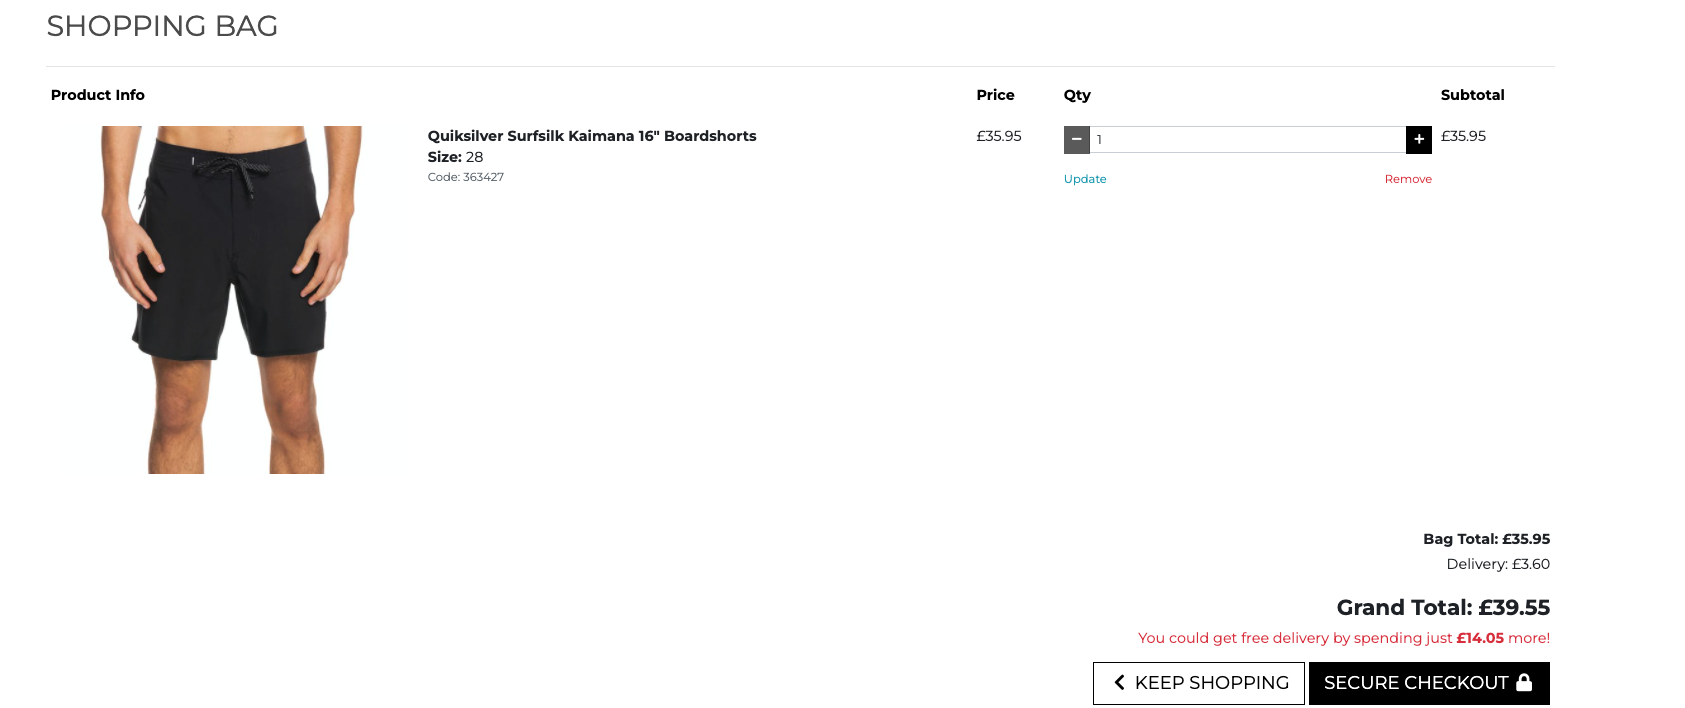 SHOPPING BAG
Product Info Price Qty Subtotal
Quiksilver Surfsilk Kaimana 16" Boardshorts £35.95 1 £35.95
Size: 28
Code: 363427 Update Remove
Bag Total: £35.95
Delivery: £3.60
Grand Total: £39.55
You could get free delivery by spending just £14.05 more!
KEEP SHOPPING SECURE CHECKOUT